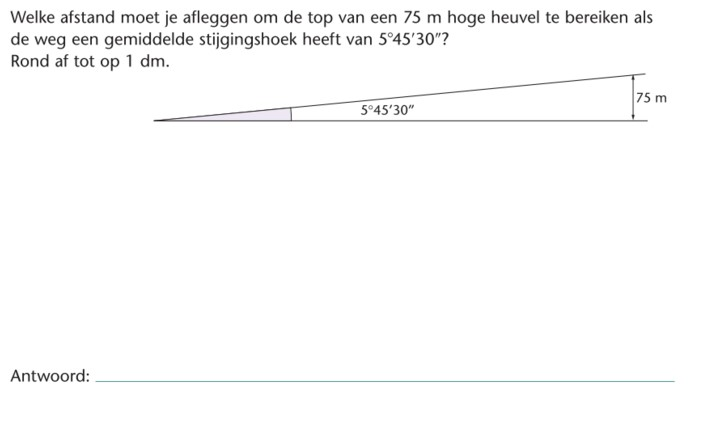 Welke afstand moet je afleggen om de top van een 75 m hoge heuvel te bereiken als
de weg een gemiddelde stijgingshoek heeft van 5°45′30″?
Rond af tot op 1 dm.
75 m
5°45′30″
Antwoord: